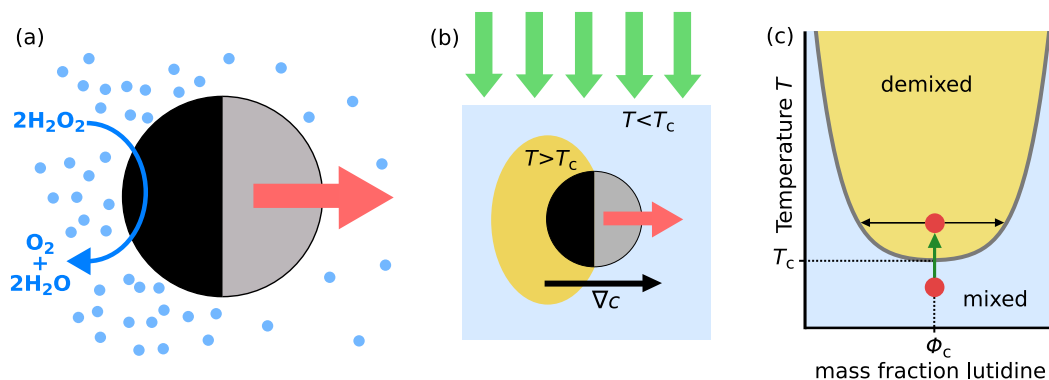 (a)
2H₂O₂
O₂
+
2H₂O
(b)
T<T_c
T>T_c
∇c
(c)
Temperature T
demixed
T_c
mixed
Φ_c
mass fraction lutidine